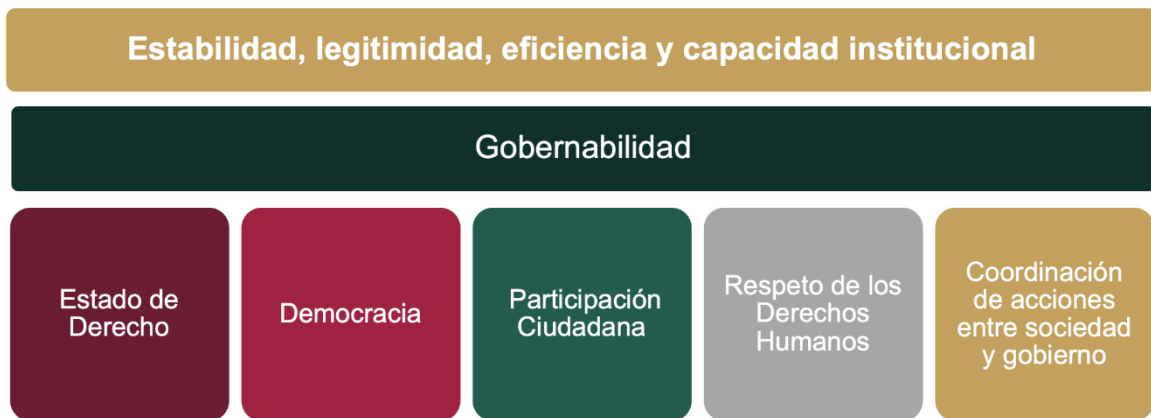 Estabilidad, legitimidad, eficiencia y capacidad institucional
Gobernabilidad
Estado de
Derecho
Democracia
Participación
Ciudadana
Respeto de los
Derechos
Humanos
Coordinación
de acciones
entre sociedad
y gobierno